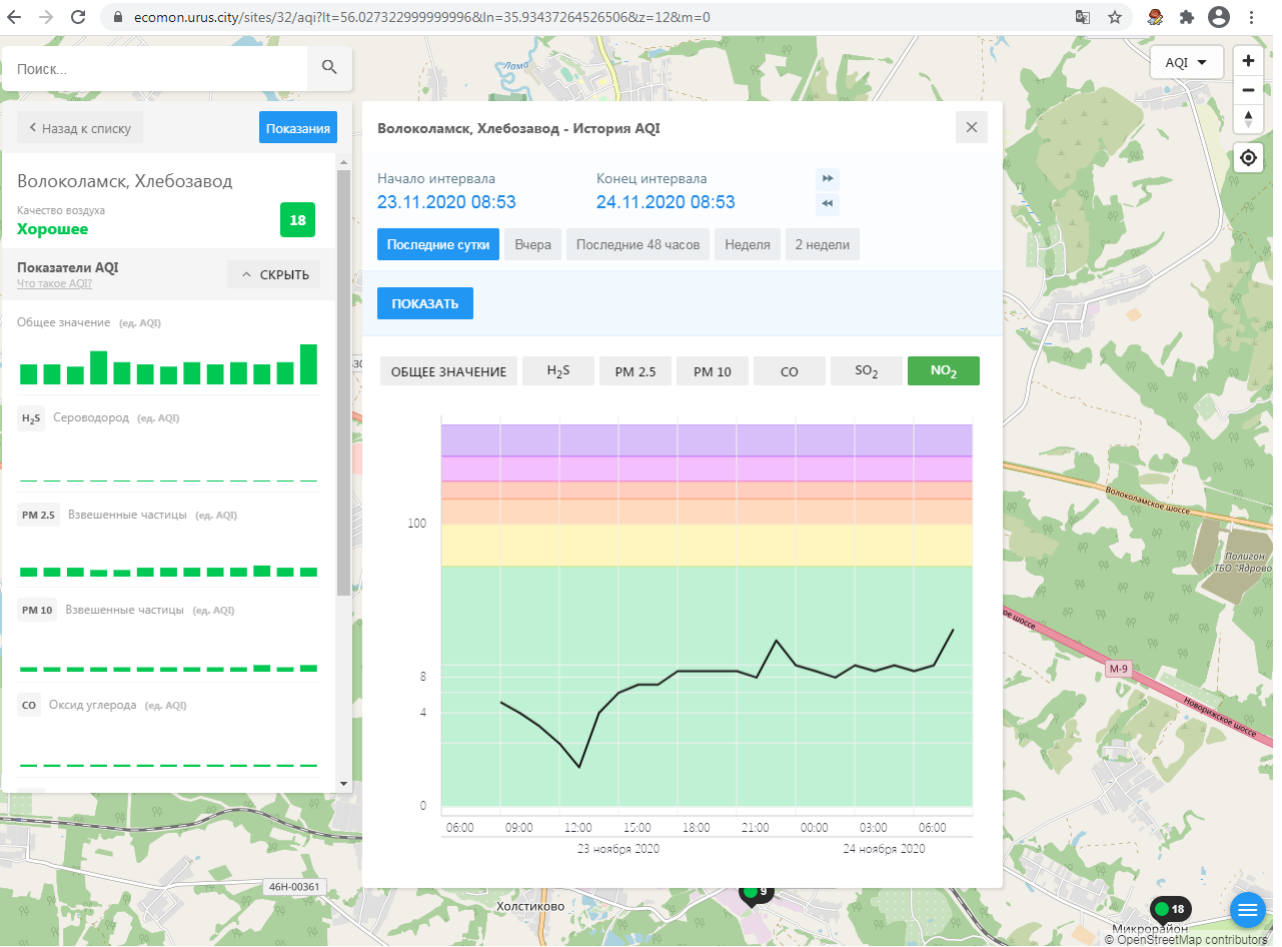 ecomon.urus.city/sites/32/aqi?lt=56.027322999999996&ln=35.93437264526506&z=12&m=0
Поиск...
AQI
Ламо
Назад к списку
Показания
Волоколамск, Хлебозавод
Качество воздуха
Хорошее
18
Показатели AQI
Что такое AQI?
СКРЫТЬ
Общее значение (ед. AQI)
H2S Сероводород (ед. AQI)
PM 2.5 Взвешенные частицы (ед. AQI)
PM 10 Взвешенные частицы (ед. AQI)
CO Оксид углерода (ед. AQI)
Волоколамск, Хлебозавод - История AQI
Начало интервала
Конец интервала
23.11.2020 08:53
24.11.2020 08:53
Последние сутки
Вчера
Последние 48 часов
Неделя
2 недели
ПОКАЗАТЬ
ОБЩЕЕ ЗНАЧЕНИЕ
H2S
PM 2.5
PM 10
CO
SO2
NO2
100
8
4
0
06:00 09:00 12:00 15:00 18:00 21:00 00:00 03:00 06:00
23 ноября 2020
24 ноября 2020
Волоколамское шоссе
Полигон
ТБО "Ядрово
шоссе
М-9
Новорижское шоссе
46Н-00361
Холстиково
9
18
Микрорайон
© OpenStreetMap contributors